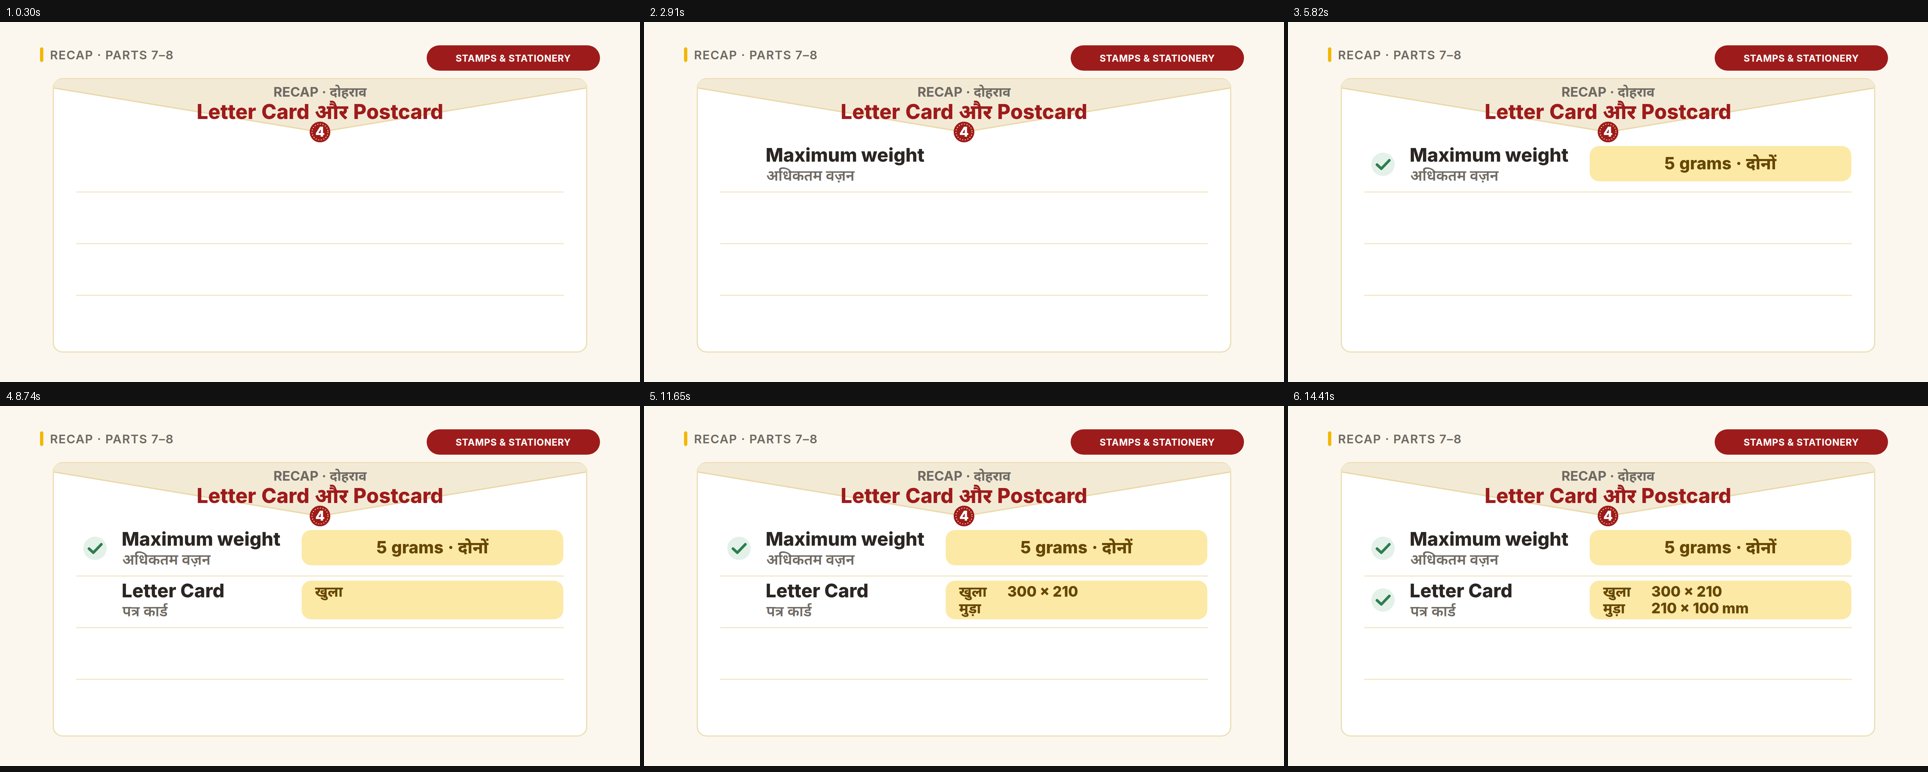 1. 0.30s
RECAP · PARTS 7–8
STAMPS & STATIONERY
RECAP · दोहराव
Letter Card और Postcard
4
2. 2.91s
RECAP · PARTS 7–8
STAMPS & STATIONERY
RECAP · दोहराव
Letter Card और Postcard
4
Maximum weight
अधिकतम वज़न
3. 5.82s
RECAP · PARTS 7–8
STAMPS & STATIONERY
RECAP · दोहराव
Letter Card और Postcard
4
Maximum weight
अधिकतम वज़न
5 grams · दोनों
4. 8.74s
RECAP · PARTS 7–8
STAMPS & STATIONERY
RECAP · दोहराव
Letter Card और Postcard
4
Maximum weight
अधिकतम वज़न
5 grams · दोनों
Letter Card
पत्र कार्ड
खुला
5. 11.65s
RECAP · PARTS 7–8
STAMPS & STATIONERY
RECAP · दोहराव
Letter Card और Postcard
4
Maximum weight
अधिकतम वज़न
5 grams · दोनों
Letter Card
पत्र कार्ड
खुला 300 × 210
मुड़ा
6. 14.41s
RECAP · PARTS 7–8
STAMPS & STATIONERY
RECAP · दोहराव
Letter Card और Postcard
4
Maximum weight
अधिकतम वज़न
5 grams · दोनों
Letter Card
पत्र कार्ड
खुला 300 × 210
मुड़ा 210 × 100 mm